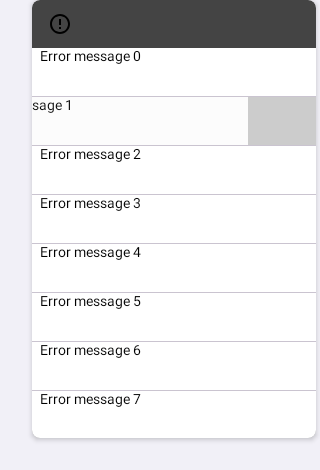 Error message 0
sage 1
Error message 2
Error message 3
Error message 4
Error message 5
Error message 6
Error message 7